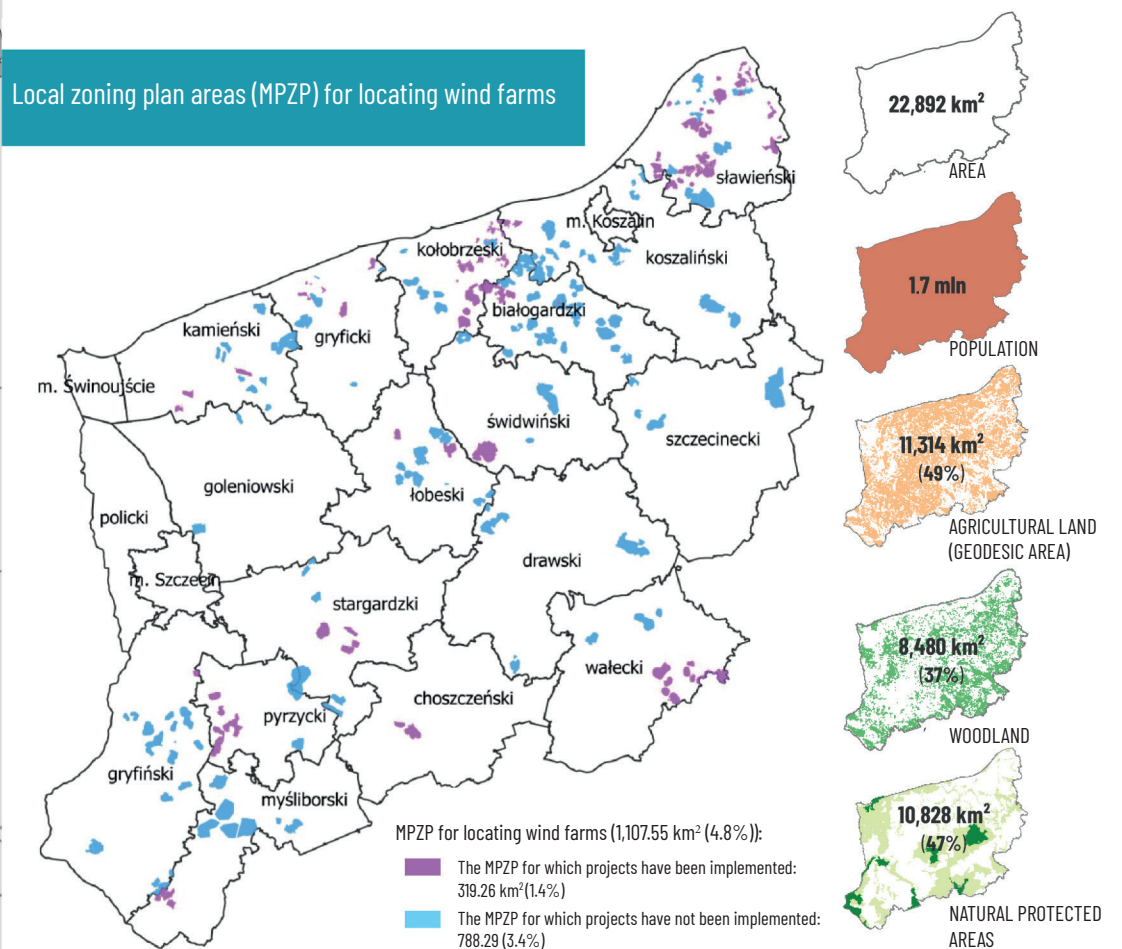 Local zoning plan areas (MPZP) for locating wind farms
22,892 km²
AREA
sławieński
m. Koszalin
kołobrzeski
koszaliński
1.7 mln
POPULATION
białogardzki
kamieński
gryficki
m. Świnoujście
świdwiński
szczecinecki
11,314 km²
(49%)
AGRICULTURAL LAND
(GEODESIC AREA)
goleniowski
łobeski
policki
drawski
m. Szczecin
stargardzki
8,480 km²
(37%)
WOODLAND
wałecki
choszczeński
pyrzycki
gryfiński
myśliborski
10,828 km²
(47%)
NATURAL PROTECTED
AREAS
MPZP for locating wind farms (1,107.55 km² (4.8%)):
The MPZP for which projects have been implemented:
319.26 km²(1.4%)
The MPZP for which projects have not been implemented:
788.29 (3.4%)